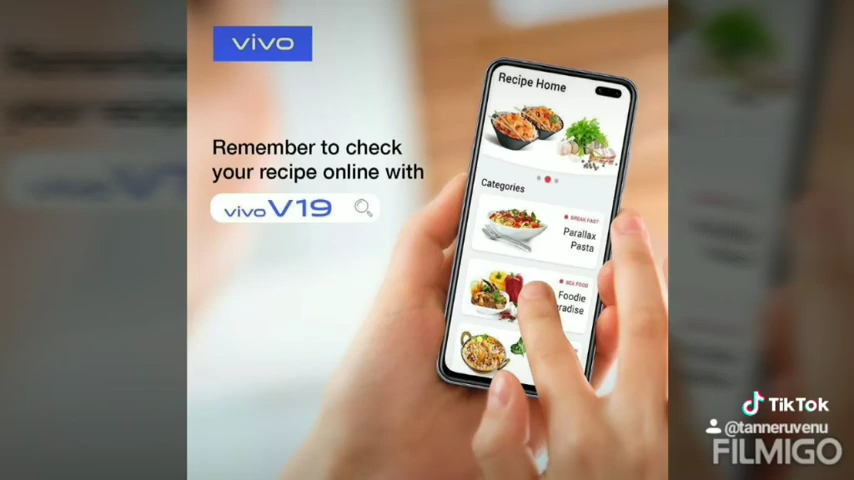 vivo
Remember to check
your recipe online with
vivo V19
Recipe Home
Categories
BREAK FAST
Parallax
Pasta
SEA FOOD
Foodie
radise
TikTok
@tanneruvenu
FILMIGO